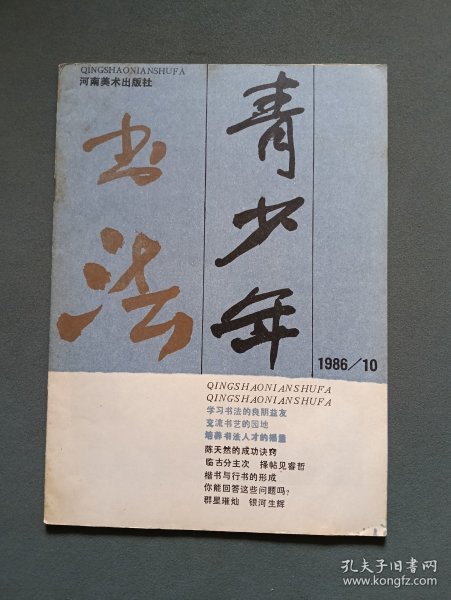 QINGSHAONIANSHUFA
河南美术出版社
青少年
书法
1986/10
QINGSHAONIANSHUFA
QINGSHAONIANSHUFA
学习书法的良朋益友
交流书艺的园地
培养书法人才的摇篮
陈天然的成功诀窍
临古分主次 择帖见睿哲
楷书与行书的形成
你能回答这些问题吗?
群星璀灿 银河生辉
孔夫子旧书网
www.kongfz.com